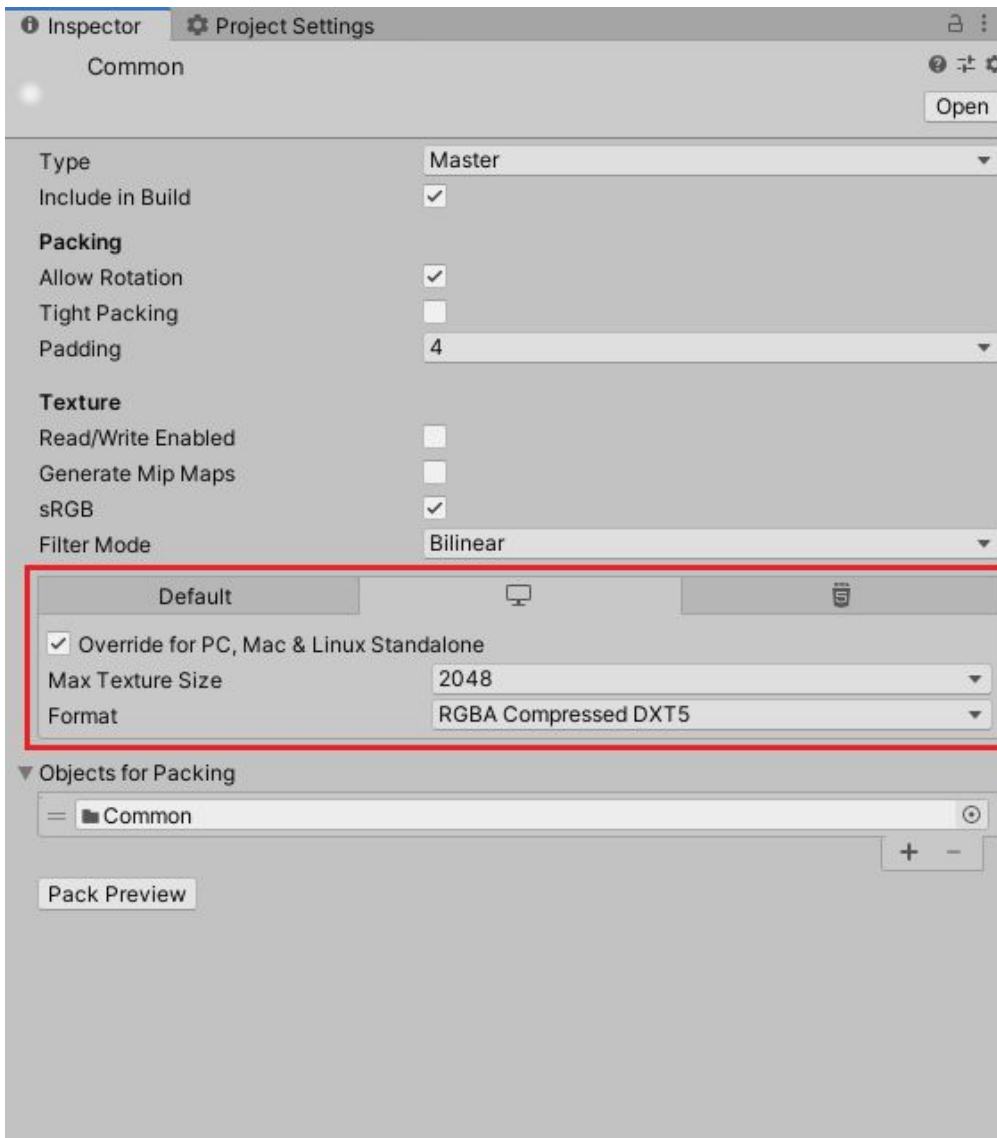 Inspector Project Settings
Common
Open
Type Master
Include in Build
Packing
Allow Rotation
Tight Packing
Padding 4
Texture
Read/Write Enabled
Generate Mip Maps
sRGB
Filter Mode Bilinear
Default
Override for PC, Mac & Linux Standalone
Max Texture Size 2048
Format RGBA Compressed DXT5
Objects for Packing
Common
Pack Preview